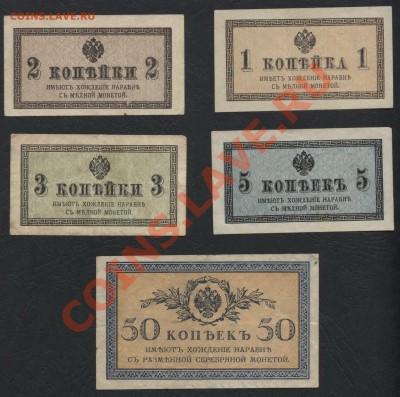 COINS.LAVE.RU
2 КОПѢЙКИ 2
ИМѢЮТЪ ХОЖДЕНІЕ НАРАВНѢ
СЪ МѢДНОЙ МОНЕТОЙ.
1 КОПѢЙКА 1
ИМѢЕТЪ ХОЖДЕНІЕ НАРАВНѢ
СЪ МѢДНОЙ МОНЕТОЙ.
3 КОПѢЙКИ 3
ИМѢЮТЪ ХОЖДЕНІЕ НАРАВНѢ
СЪ МѢДНОЙ МОНЕТОЙ.
5 КОПѢЕКЪ 5
ИМѢЮТЪ ХОЖДЕНІЕ НАРАВНѢ
СЪ МѢДНОЙ МОНЕТОЙ.
50 КОПѢЕКЪ 50
ИМѢЮТЪ ХОЖДЕНІЕ НАРАВНѢ
СЪ РАЗМѢННОЙ СЕРЕБРЯНОЙ МОНЕТОЙ.
COINS.LAVE.RU